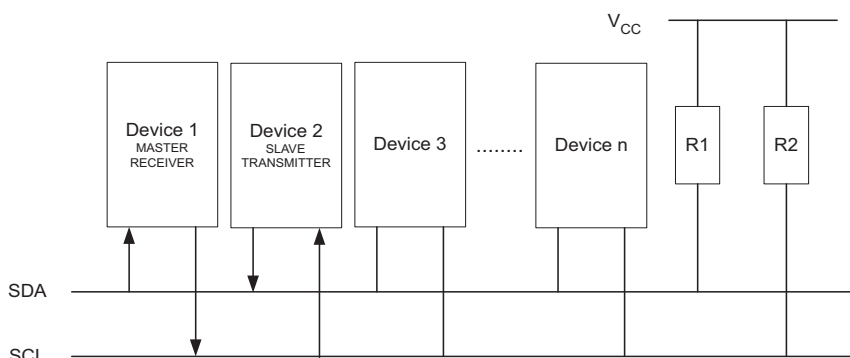 VCC
Device 1
MASTER
RECEIVER
Device 2
SLAVE
TRANSMITTER
Device 3
........
Device n
R1
R2
SDA
SCL